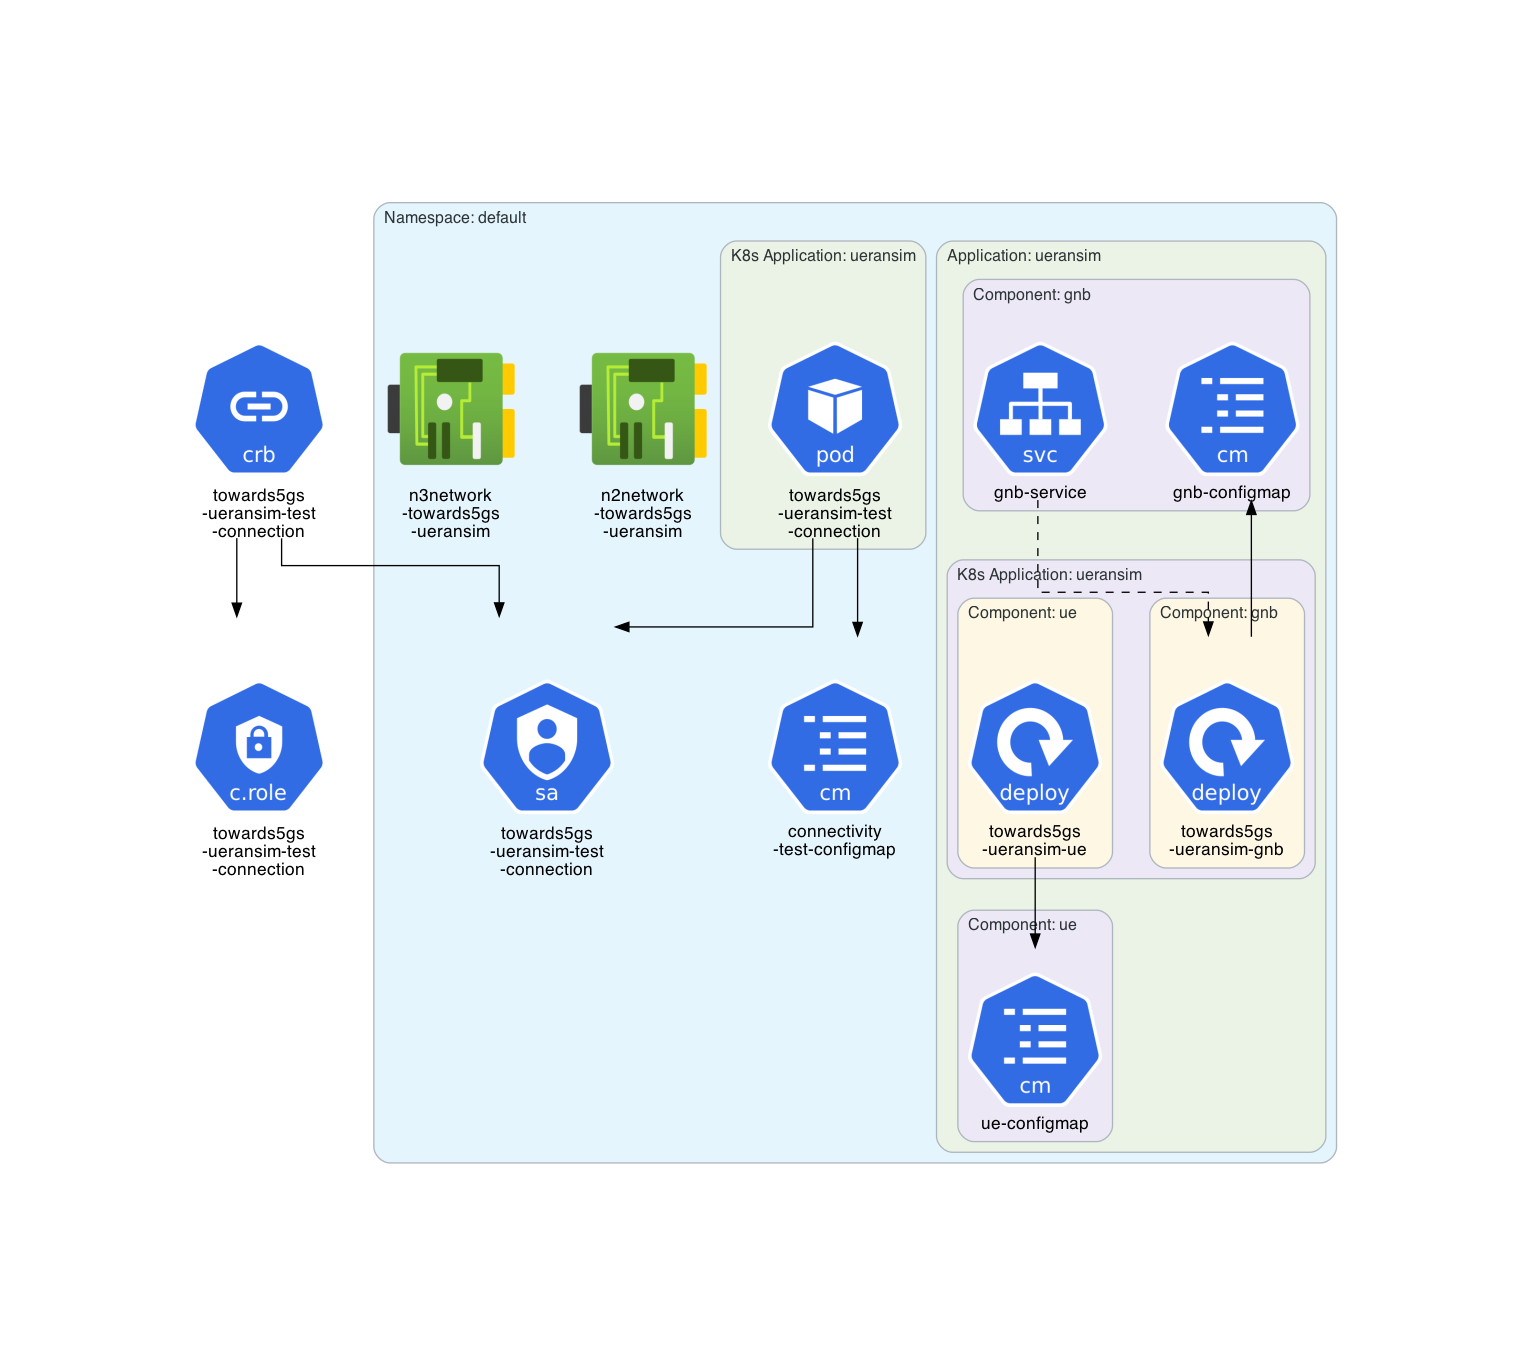 Namespace: default
K8s Application: ueransim
Application: ueransim
Component: gnb
crb
towards5gs
-ueransim-test
-connection
n3network
-towards5gs
-ueransim
n2network
-towards5gs
-ueransim
pod
towards5gs
-ueransim-test
-connection
svc
gnb-service
cm
gnb-configmap
K8s Application: ueransim
Component: ue
Component: gnb
c.role
towards5gs
-ueransim-test
-connection
sa
towards5gs
-ueransim-test
-connection
cm
connectivity
-test-configmap
deploy
towards5gs
-ueransim-ue
deploy
towards5gs
-ueransim-gnb
Component: ue
cm
ue-configmap